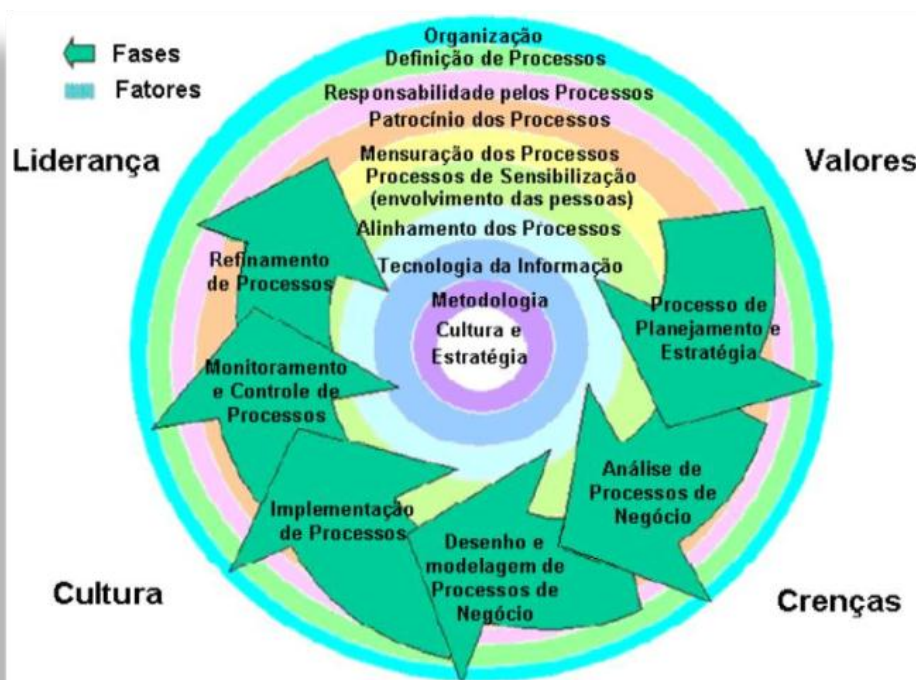 Fases
Fatores
Organização
Definição de Processos
Responsabilidade pelos Processos
Patrocínio dos Processos
Mensuração dos Processos
Processos de Sensibilização
(envolvimento das pessoas)
Alinhamento dos Processos
Tecnologia da Informação
Metodologia
Cultura e
Estratégia
Liderança
Valores
Refinamento
de Processos
Processo de
Planejamento e
Estratégia
Monitoramento
e Controle de
Processos
Análise de
Processos de
Negócio
Implementação
de Processos
Desenho e
modelagem de
Processos de
Negócio
Cultura
Crenças